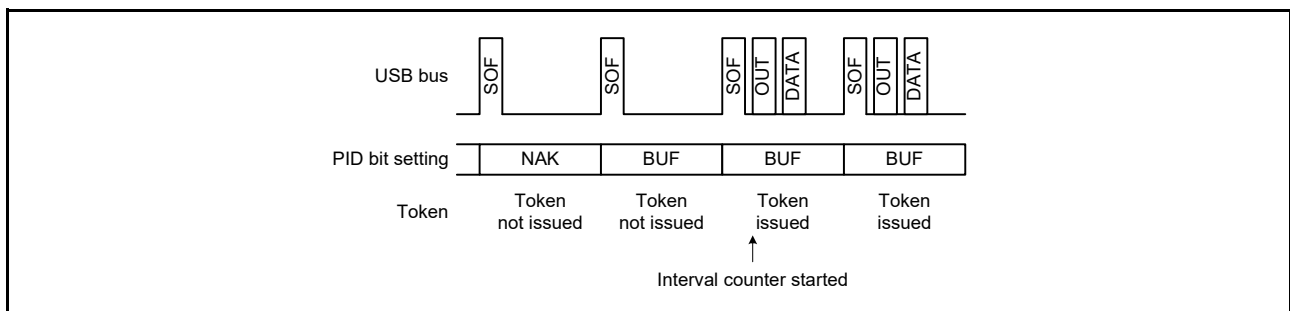 USB bus
SOF
SOF
SOF
OUT
DATA
SOF
OUT
DATA
PID bit setting
NAK
BUF
BUF
BUF
Token
Token
not issued
Token
not issued
Token
issued
Token
issued
Interval counter started